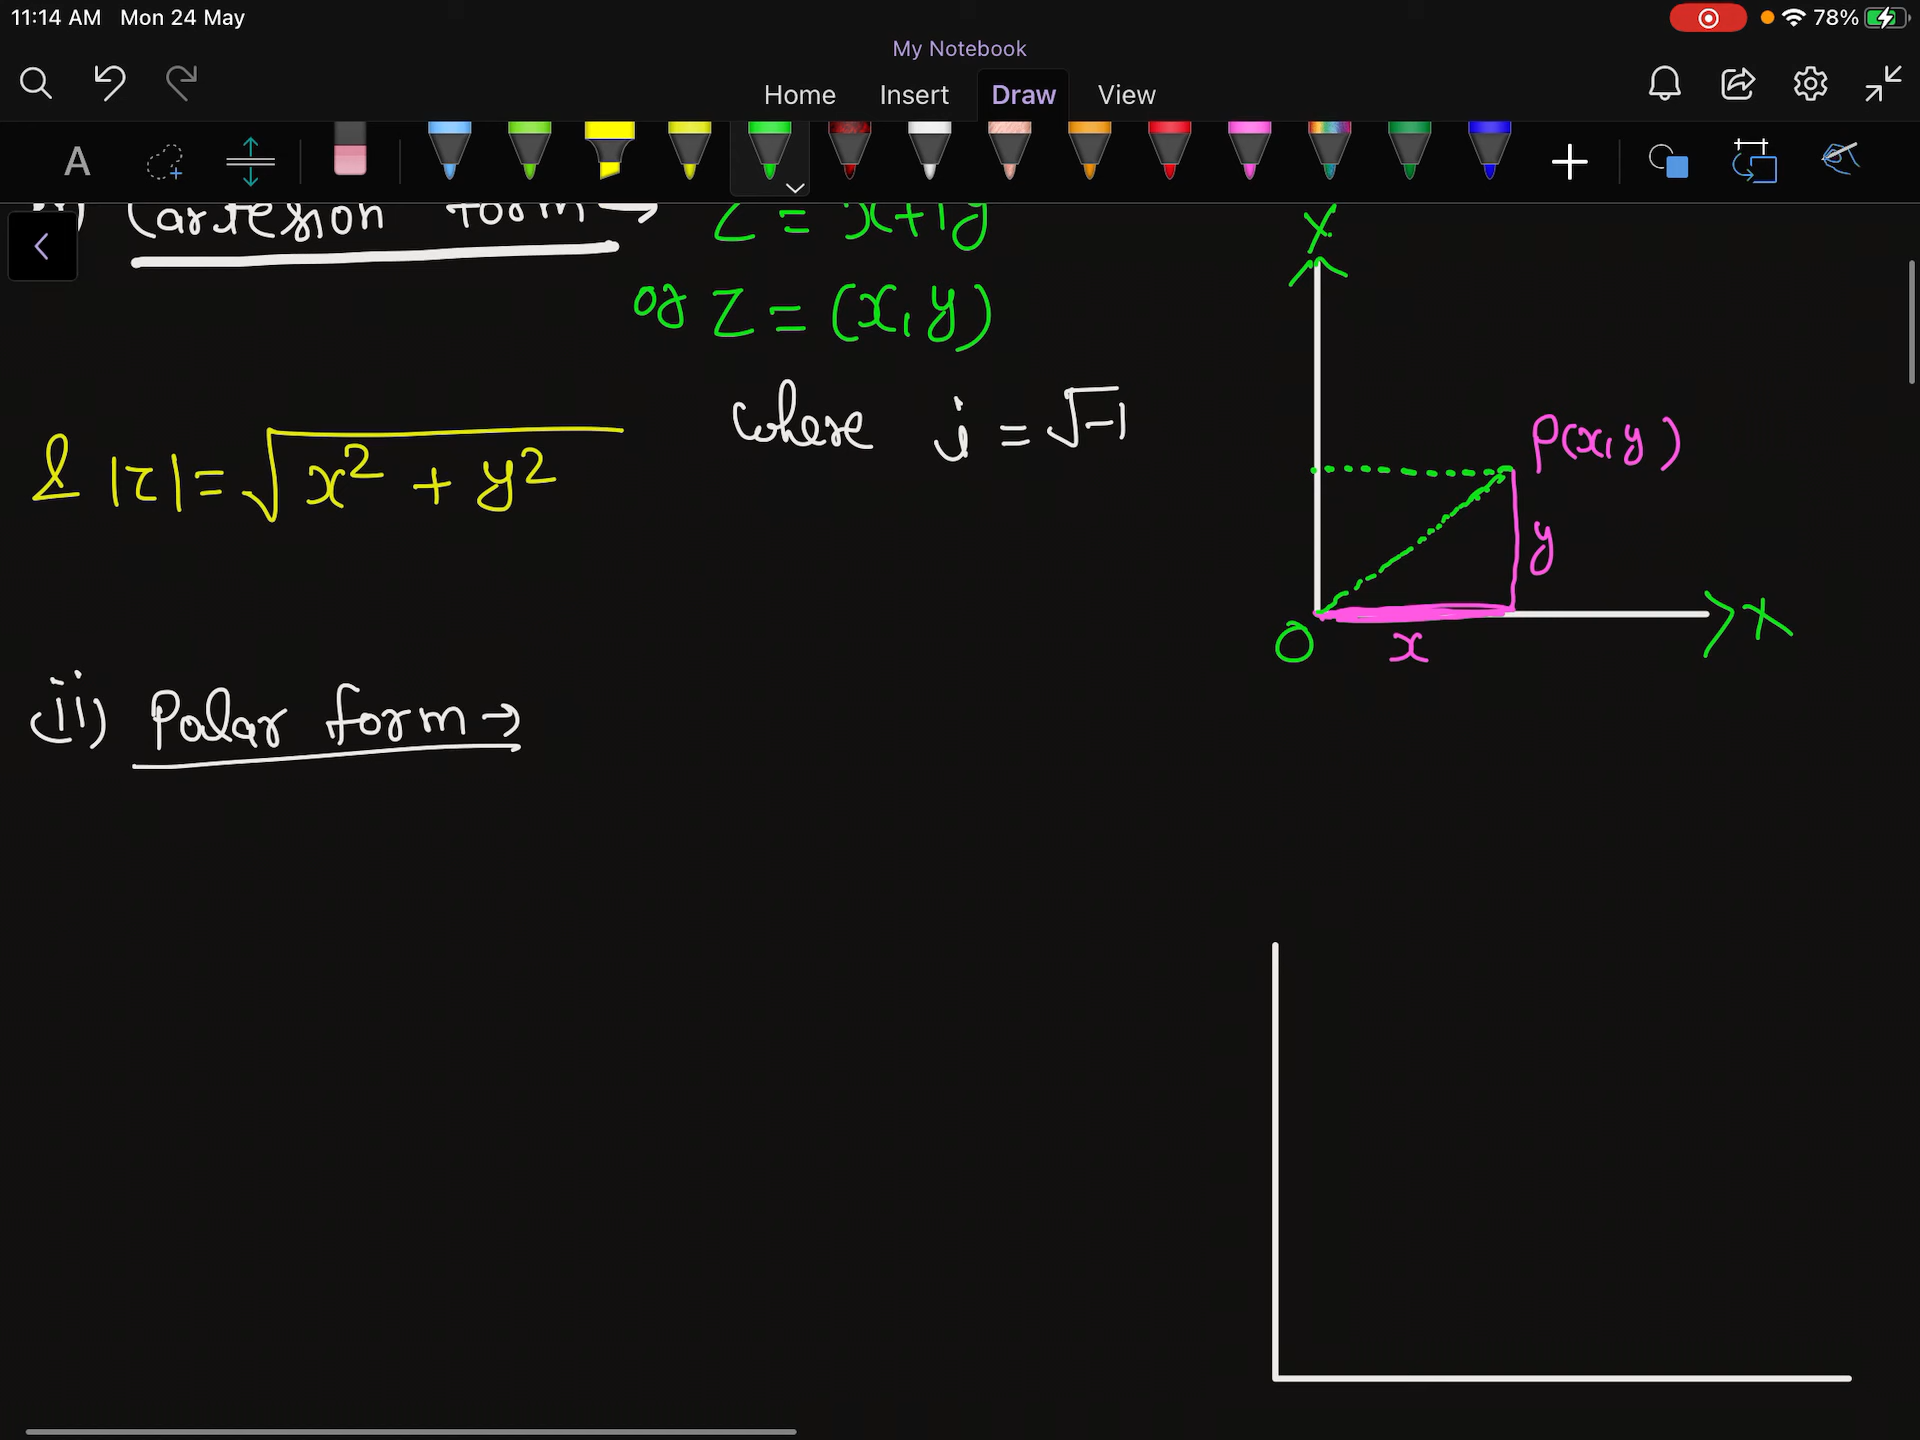 11:14 AM Mon 24 May
78%
My Notebook
Home Insert Draw View
A
Cartesion form → Z = x+iy
or Z = (x,y)
where i = √-1
& |z| = √x² + y²
Y
P(x,y)
y
O
x
X
(ii) Polar form →